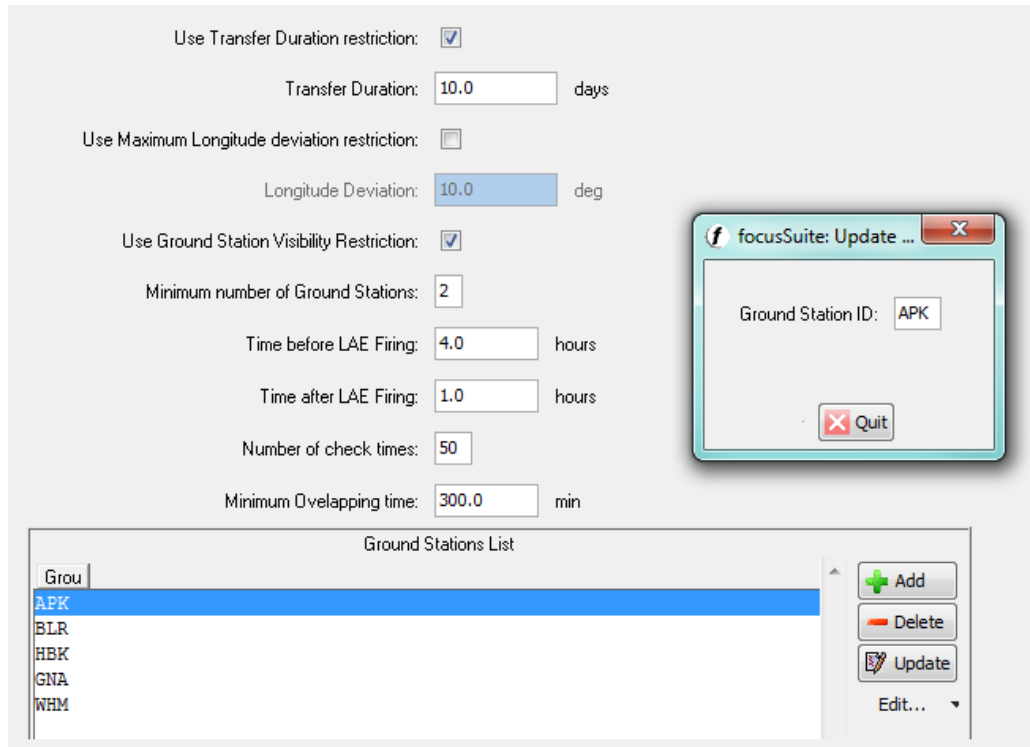 Use Transfer Duration restriction:
Transfer Duration: 10.0 days
Use Maximum Longitude deviation restriction:
Longitude Deviation: 10.0 deg
Use Ground Station Visibility Restriction:
Minimum number of Ground Stations: 2
Time before LAE Firing: 4.0 hours
Time after LAE Firing: 1.0 hours
Number of check times: 50
Minimum Ovelapping time: 300.0 min
f focusSuite: Update ...
Ground Station ID: APK
Quit
Ground Stations List
Grou
APK
BLR
HBK
GNA
WHM
Add
Delete
Update
Edit...